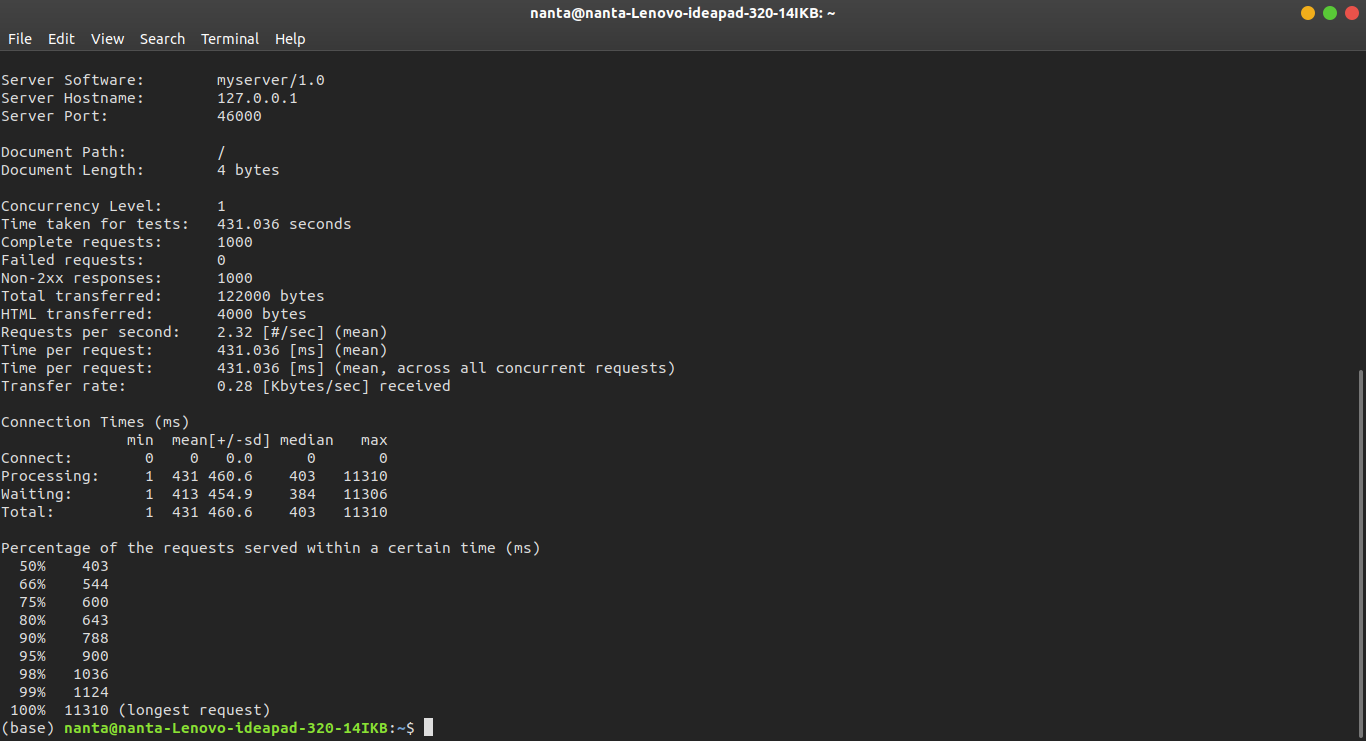 nanta@nanta-Lenovo-ideapad-320-14IKB: ~
File Edit View Search Terminal Help
Server Software: myserver/1.0
Server Hostname: 127.0.0.1
Server Port: 46000
Document Path: /
Document Length: 4 bytes
Concurrency Level: 1
Time taken for tests: 431.036 seconds
Complete requests: 1000
Failed requests: 0
Non-2xx responses: 1000
Total transferred: 122000 bytes
HTML transferred: 4000 bytes
Requests per second: 2.32 [#/sec] (mean)
Time per request: 431.036 [ms] (mean)
Time per request: 431.036 [ms] (mean, across all concurrent requests)
Transfer rate: 0.28 [Kbytes/sec] received
Connection Times (ms)
min mean[+/-sd] median max
Connect: 0 0 0.0 0 0
Processing: 1 431 460.6 403 11310
Waiting: 1 413 454.9 384 11306
Total: 1 431 460.6 403 11310
Percentage of the requests served within a certain time (ms)
50% 403
66% 544
75% 600
80% 643
90% 788
95% 900
98% 1036
99% 1124
100% 11310 (longest request)
(base) nanta@nanta-Lenovo-ideapad-320-14IKB:~$